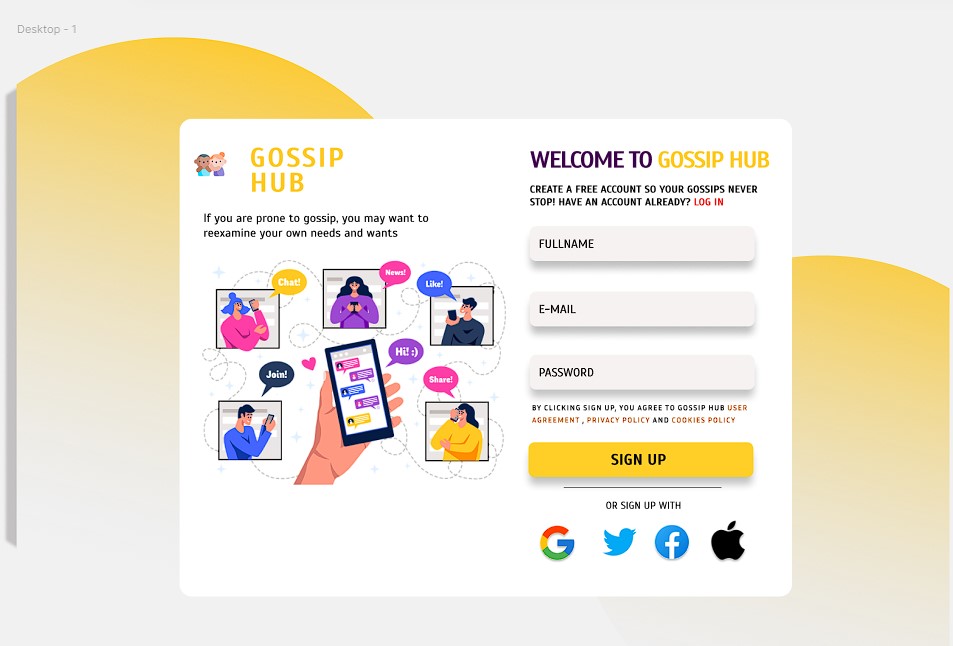 Desktop - 1
GOSSIP
HUB
If you are prone to gossip, you may want to
reexamine your own needs and wants
Chat!
News!
Like!
Hi! :)
Join!
Share!
WELCOME TO GOSSIP HUB
CREATE A FREE ACCOUNT SO YOUR GOSSIPS NEVER
STOP! HAVE AN ACCOUNT ALREADY? LOG IN
FULLNAME
E-MAIL
PASSWORD
BY CLICKING SIGN UP, YOU AGREE TO GOSSIP HUB USER
AGREEMENT , PRIVACY POLICY AND COOKIES POLICY
SIGN UP
OR SIGN UP WITH